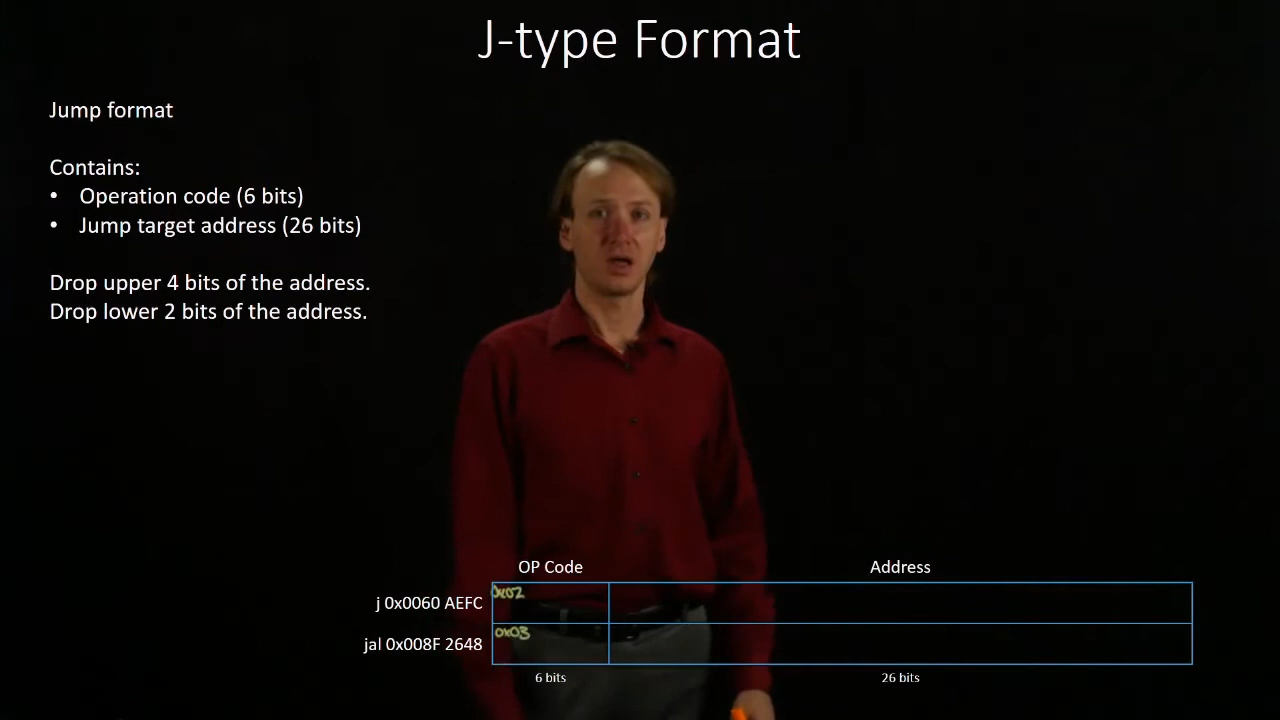 J-type Format
Jump format
Contains:
• Operation code (6 bits)
• Jump target address (26 bits)
Drop upper 4 bits of the address.
Drop lower 2 bits of the address.
OP Code Address
j 0x0060 AEFC 0x02
jal 0x008F 2648 0x03
6 bits 26 bits